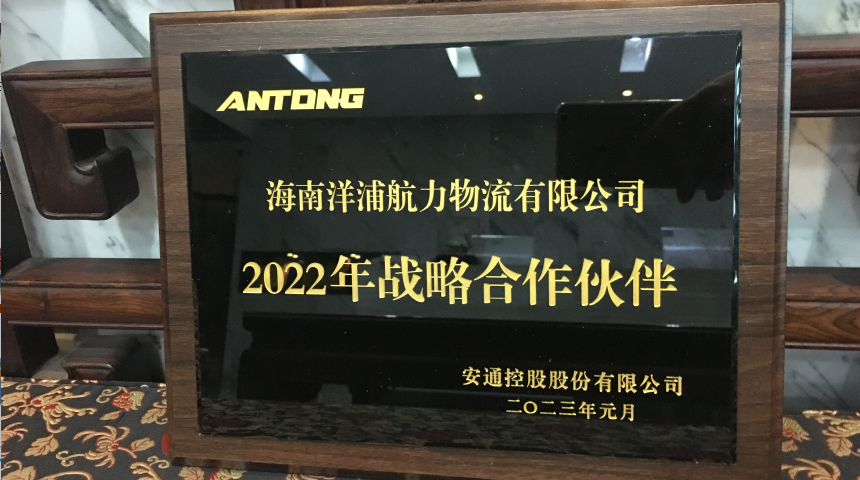 ANTONG
海南洋浦航力物流有限公司
2022年战略合作伙伴
安通控股股份有限公司
二〇二三年元月